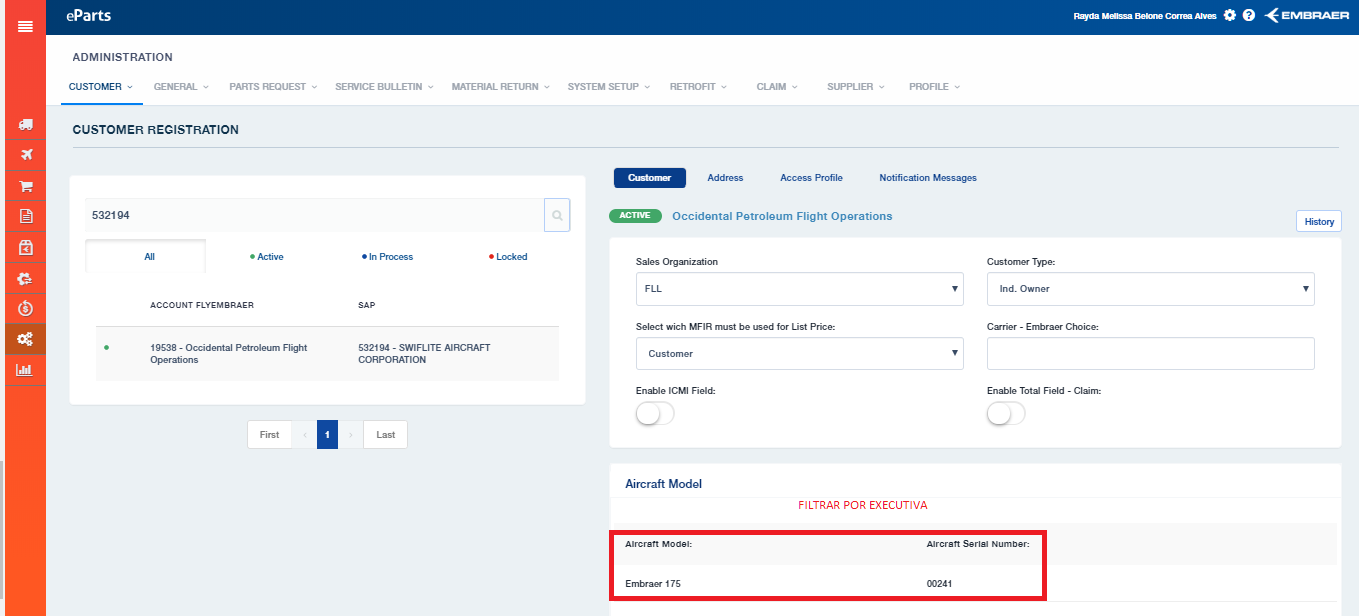 eParts
Rayda Melissa Belone Correa Alves
EMBRAER
ADMINISTRATION
CUSTOMER
GENERAL
PARTS REQUEST
SERVICE BULLETIN
MATERIAL RETURN
SYSTEM SETUP
RETROFIT
CLAIM
SUPPLIER
PROFILE
CUSTOMER REGISTRATION
532194
All
Active
In Process
Locked
ACCOUNT FLYEMBRAER
SAP
19538 - Occidental Petroleum Flight
Operations
532194 - SWIFLITE AIRCRAFT
CORPORATION
First
‹
1
›
Last
Customer
Address
Access Profile
Notification Messages
ACTIVE
Occidental Petroleum Flight Operations
History
Sales Organization
Customer Type:
FLL
Ind. Owner
Select wich MFIR must be used for List Price:
Carrier - Embraer Choice:
Customer
Enable ICMI Field:
Enable Total Field - Claim:
Aircraft Model
FILTRAR POR EXECUTIVA
Aircraft Model:
Aircraft Serial Number:
Embraer 175
00241